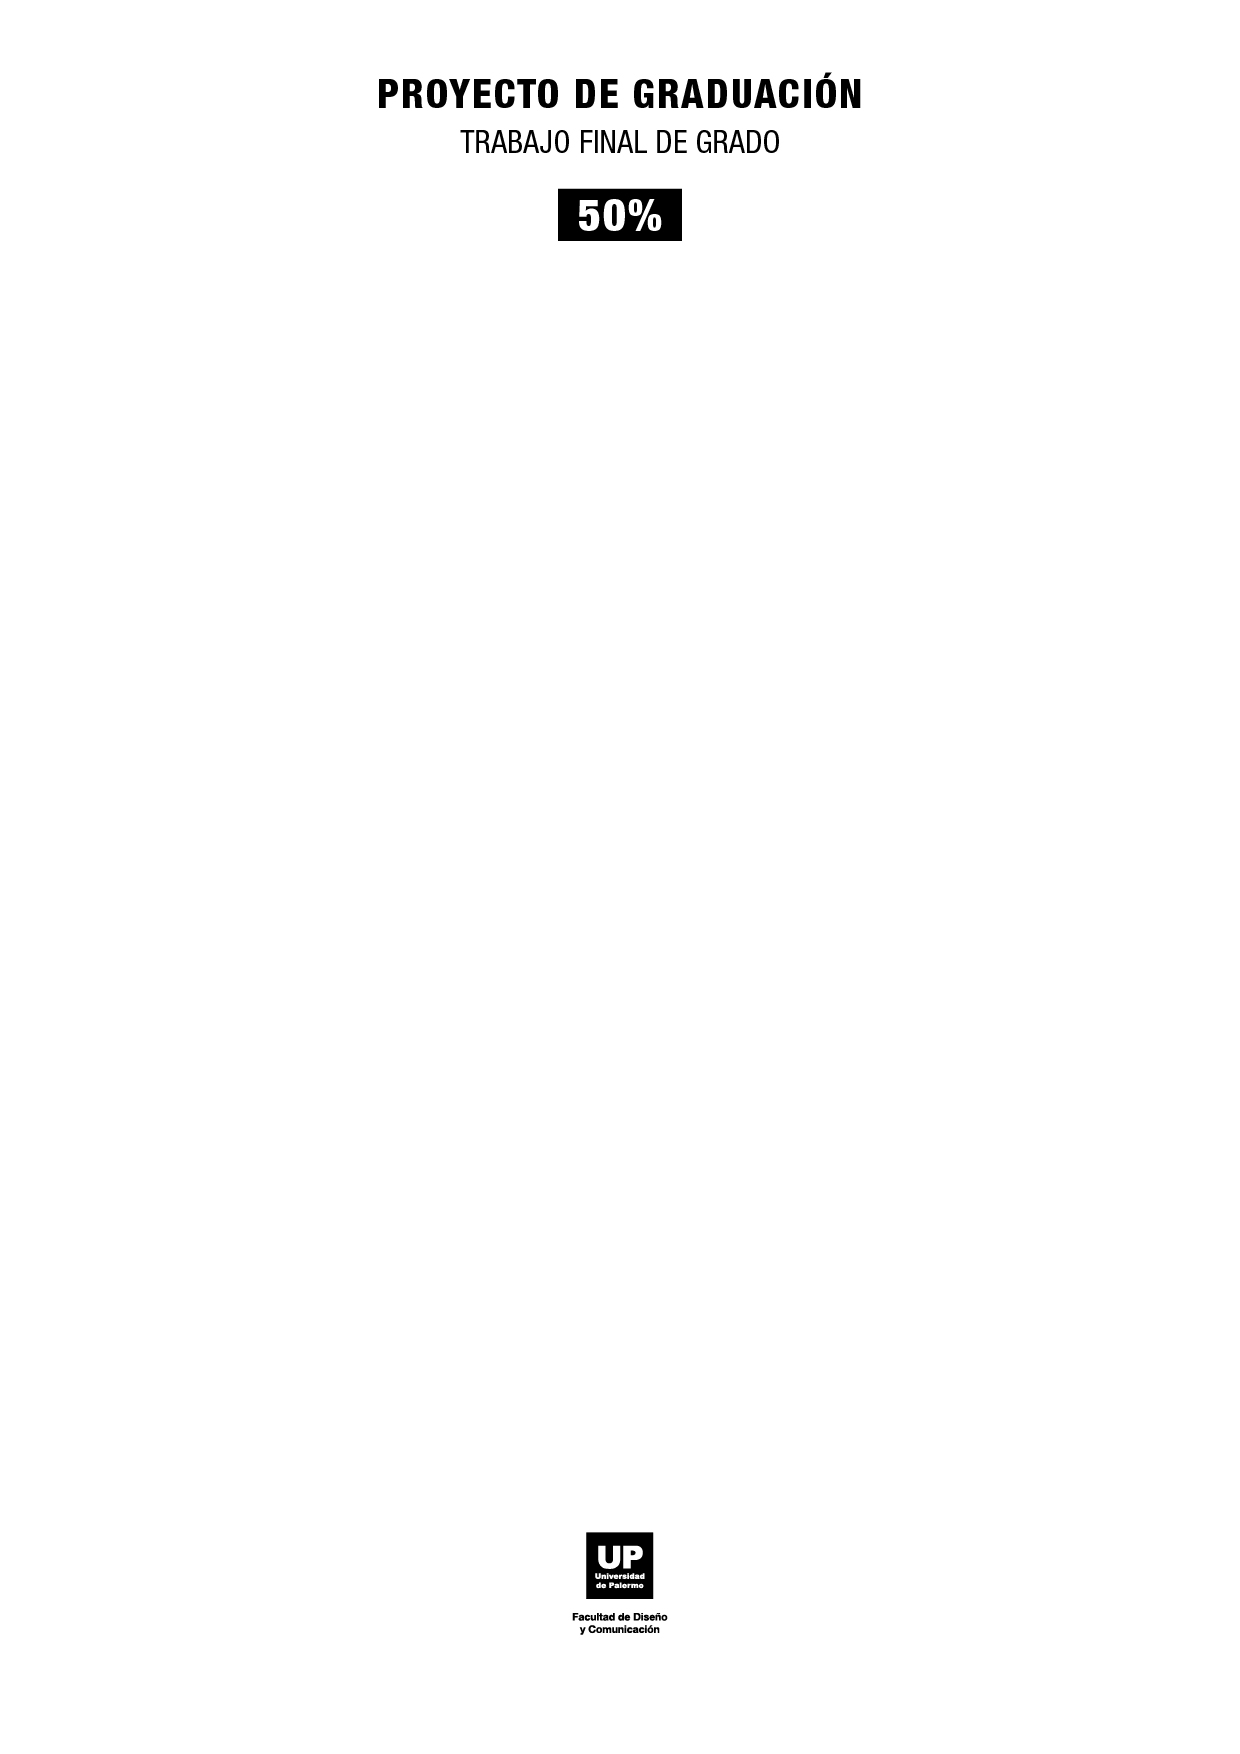 PROYECTO DE GRADUACIÓN
TRABAJO FINAL DE GRADO
50%
UP
Universidad
de Palermo
Facultad de Diseño
y Comunicación